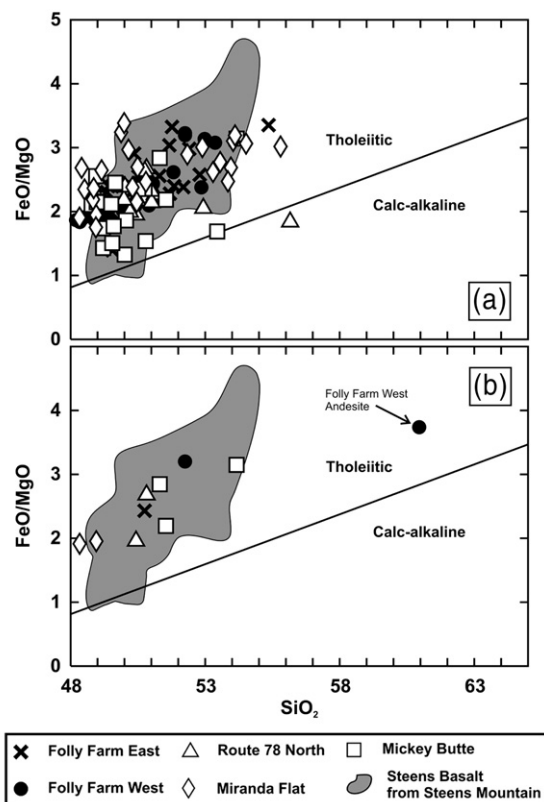 5
4
3
2
1
0
FeO/MgO
Tholeiitic
Calc-alkaline
(a)
(b)
4
3
2
1
0
FeO/MgO
Folly Farm West
Andesite
Tholeiitic
Calc-alkaline
48 53 58 63
SiO₂
Folly Farm East Route 78 North Mickey Butte
Folly Farm West Miranda Flat Steens Basalt
from Steens Mountain